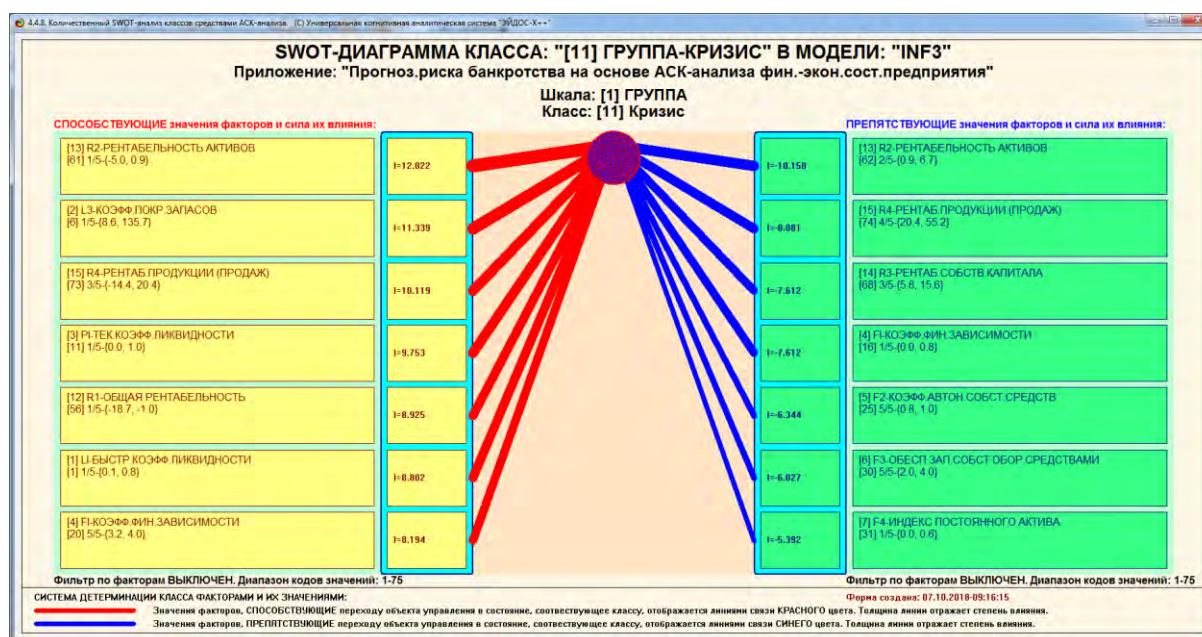 4.4.8. Количественный SWOT-анализ классов средствами АСК-анализа. (C) Универсальная когнитивная аналитическая система "ЭЙДОС-X++"
SWOT-ДИАГРАММА КЛАССА: "[11] ГРУППА-КРИЗИС" В МОДЕЛИ: "INF3"
Приложение: "Прогноз.риска банкротства на основе АСК-анализа фин.-экон.сост.предприятия"
Шкала: [1] ГРУППА
Класс: [11] Кризис
СПОСОБСТВУЮЩИЕ значения факторов и сила их влияния:
[13] R2-РЕНТАБЕЛЬНОСТЬ АКТИВОВ
[61] 1/5-{-5.0, 0.9}
I=12.022
[2] L3-КОЭФФ.ПОКР.ЗАПАСОВ
[6] 1/5-{8.6, 135.7}
I=11.339
[15] R4-РЕНТАБ.ПРОДУКЦИИ (ПРОДАЖ)
[73] 3/5-{-14.4, 20.4}
I=10.119
[3] PI-ТЕК.КОЭФФ.ЛИКВИДНОСТИ
[11] 1/5-{0.0, 1.0}
I=9.753
[12] R1-ОБЩАЯ РЕНТАБЕЛЬНОСТЬ
[56] 1/5-{-18.7, -1.0}
I=8.925
[1] LI-БЫСТР.КОЭФФ.ЛИКВИДНОСТИ
[1] 1/5-{0.1, 0.8}
I=8.802
[4] FI-КОЭФФ.ФИН.ЗАВИСИМОСТИ
[20] 5/5-{3.2, 4.0}
I=8.194
Фильтр по факторам ВЫКЛЮЧЕН. Диапазон кодов значений: 1-75
ПРЕПЯТСТВУЮЩИЕ значения факторов и сила их влияния:
I=-10.150
[13] R2-РЕНТАБЕЛЬНОСТЬ АКТИВОВ
[62] 2/5-{0.9, 6.7}
I=-8.881
[15] R4-РЕНТАБ.ПРОДУКЦИИ (ПРОДАЖ)
[74] 4/5-{20.4, 55.2}
I=-7.612
[14] R3-РЕНТАБ.СОБСТВ.КАПИТАЛА
[68] 3/5-{5.8, 15.6}
I=-7.612
[4] FI-КОЭФФ.ФИН.ЗАВИСИМОСТИ
[16] 1/5-{0.0, 0.8}
I=-6.344
[5] F2-КОЭФФ.АВТОН.СОБСТ.СРЕДСТВ
[25] 5/5-{0.8, 1.0}
I=-6.027
[6] F3-ОБЕСП.ЗАП.СОБСТ.ОБОР.СРЕДСТВАМИ
[30] 5/5-{2.0, 4.0}
I=-5.392
[7] F4-ИНДЕКС ПОСТОЯННОГО АКТИВА
[31] 1/5-{0.0, 0.6}
Фильтр по факторам ВЫКЛЮЧЕН. Диапазон кодов значений: 1-75
СИСТЕМА ДЕТЕРМИНАЦИИ КЛАССА ФАКТОРАМИ И ИХ ЗНАЧЕНИЯМИ:
Форма создана: 07.10.2018-09:16:15
Значения факторов, СПОСОБСТВУЮЩИЕ переходу объекта управления в состояние, соотвествующее классу, отображается линиями связи КРАСНОГО цвета. Толщина линии отражает степень влияния.
Значения факторов, ПРЕПЯТСТВУЮЩИЕ переходу объекта управления в состояние, соотвествующее классу, отображается линиями связи СИНЕГО цвета. Толщина линии отражает степень влияния.